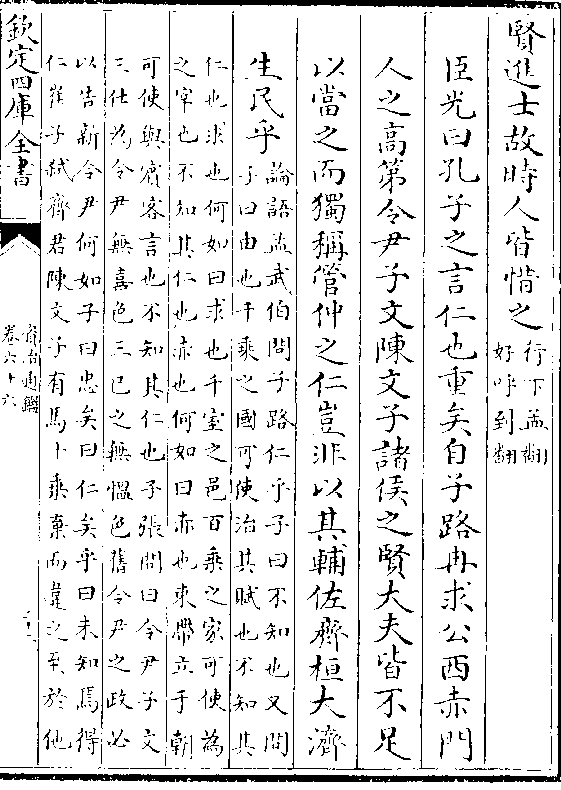 賢進士故時人皆惜之
行下孟翻
好呼到翻
臣光曰孔子之言仁也重矣自子路冉求公西赤門
人之高第令尹子文陳文子諸侯之賢大夫皆不足
以當之而獨稱管仲之仁豈非以其輔佐齊桓大濟
生民乎
論語孟武伯問子路仁乎子曰不知也又問
子曰由也千乘之國可使治其賦也不知其
仁也求也何如曰求也千室之邑百乘之家可使為
之宰也不知其仁也赤也何如曰赤也束帶立于朝
可使與賓客言也不知其仁也子張問曰令尹子文
三仕為令尹無喜色三已之無慍色舊令尹之政必
以告新令尹何如子曰忠矣曰仁矣乎曰未知焉得
仁崔子弑齊君陳文子有馬十乘棄而違之至於他
欽定四庫全書
資治通鑑
卷六十六